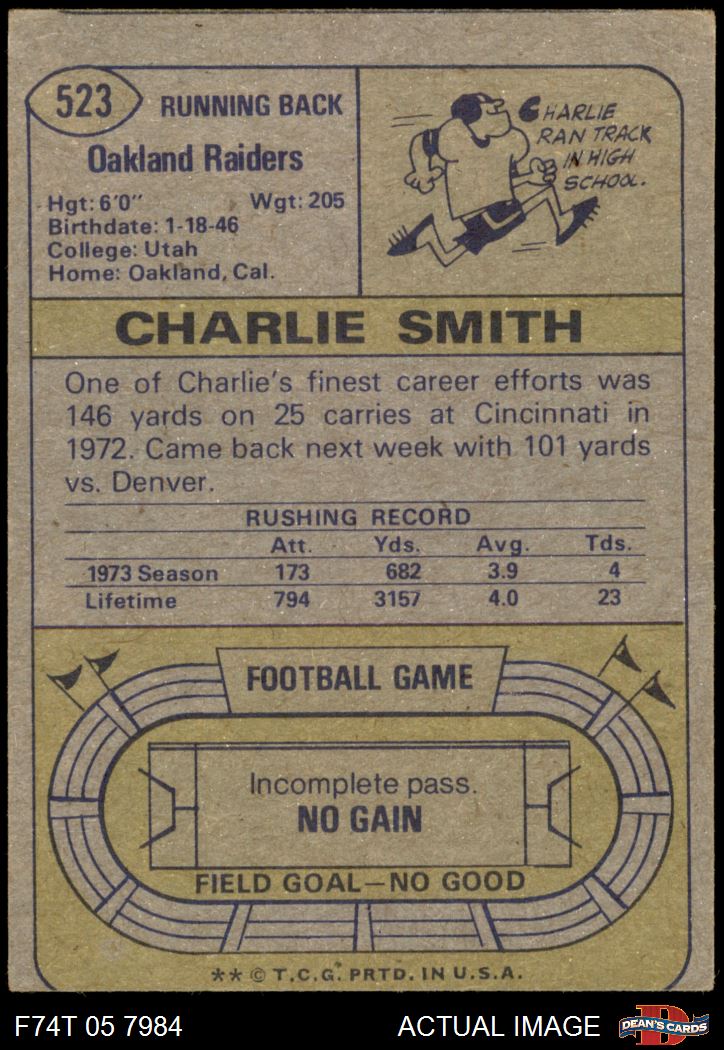 523
RUNNING BACK
Oakland Raiders
Hgt: 6'0" Wgt: 205
Birthdate: 1-18-46
College: Utah
Home: Oakland, Cal.
CHARLIE
RAN TRACK
IN HIGH
SCHOOL.
CHARLIE SMITH
One of Charlie's finest career efforts was
146 yards on 25 carries at Cincinnati in
1972. Came back next week with 101 yards
vs. Denver.
RUSHING RECORD
Att. Yds. Avg. Tds.
1973 Season 173 682 3.9 4
Lifetime 794 3157 4.0 23
FOOTBALL GAME
Incomplete pass.
NO GAIN
FIELD GOAL—NO GOOD
** © T.C.G. PRTD. IN U.S.A.
F74T 05 7984 ACTUAL IMAGE
D
DEAN'S CARDS